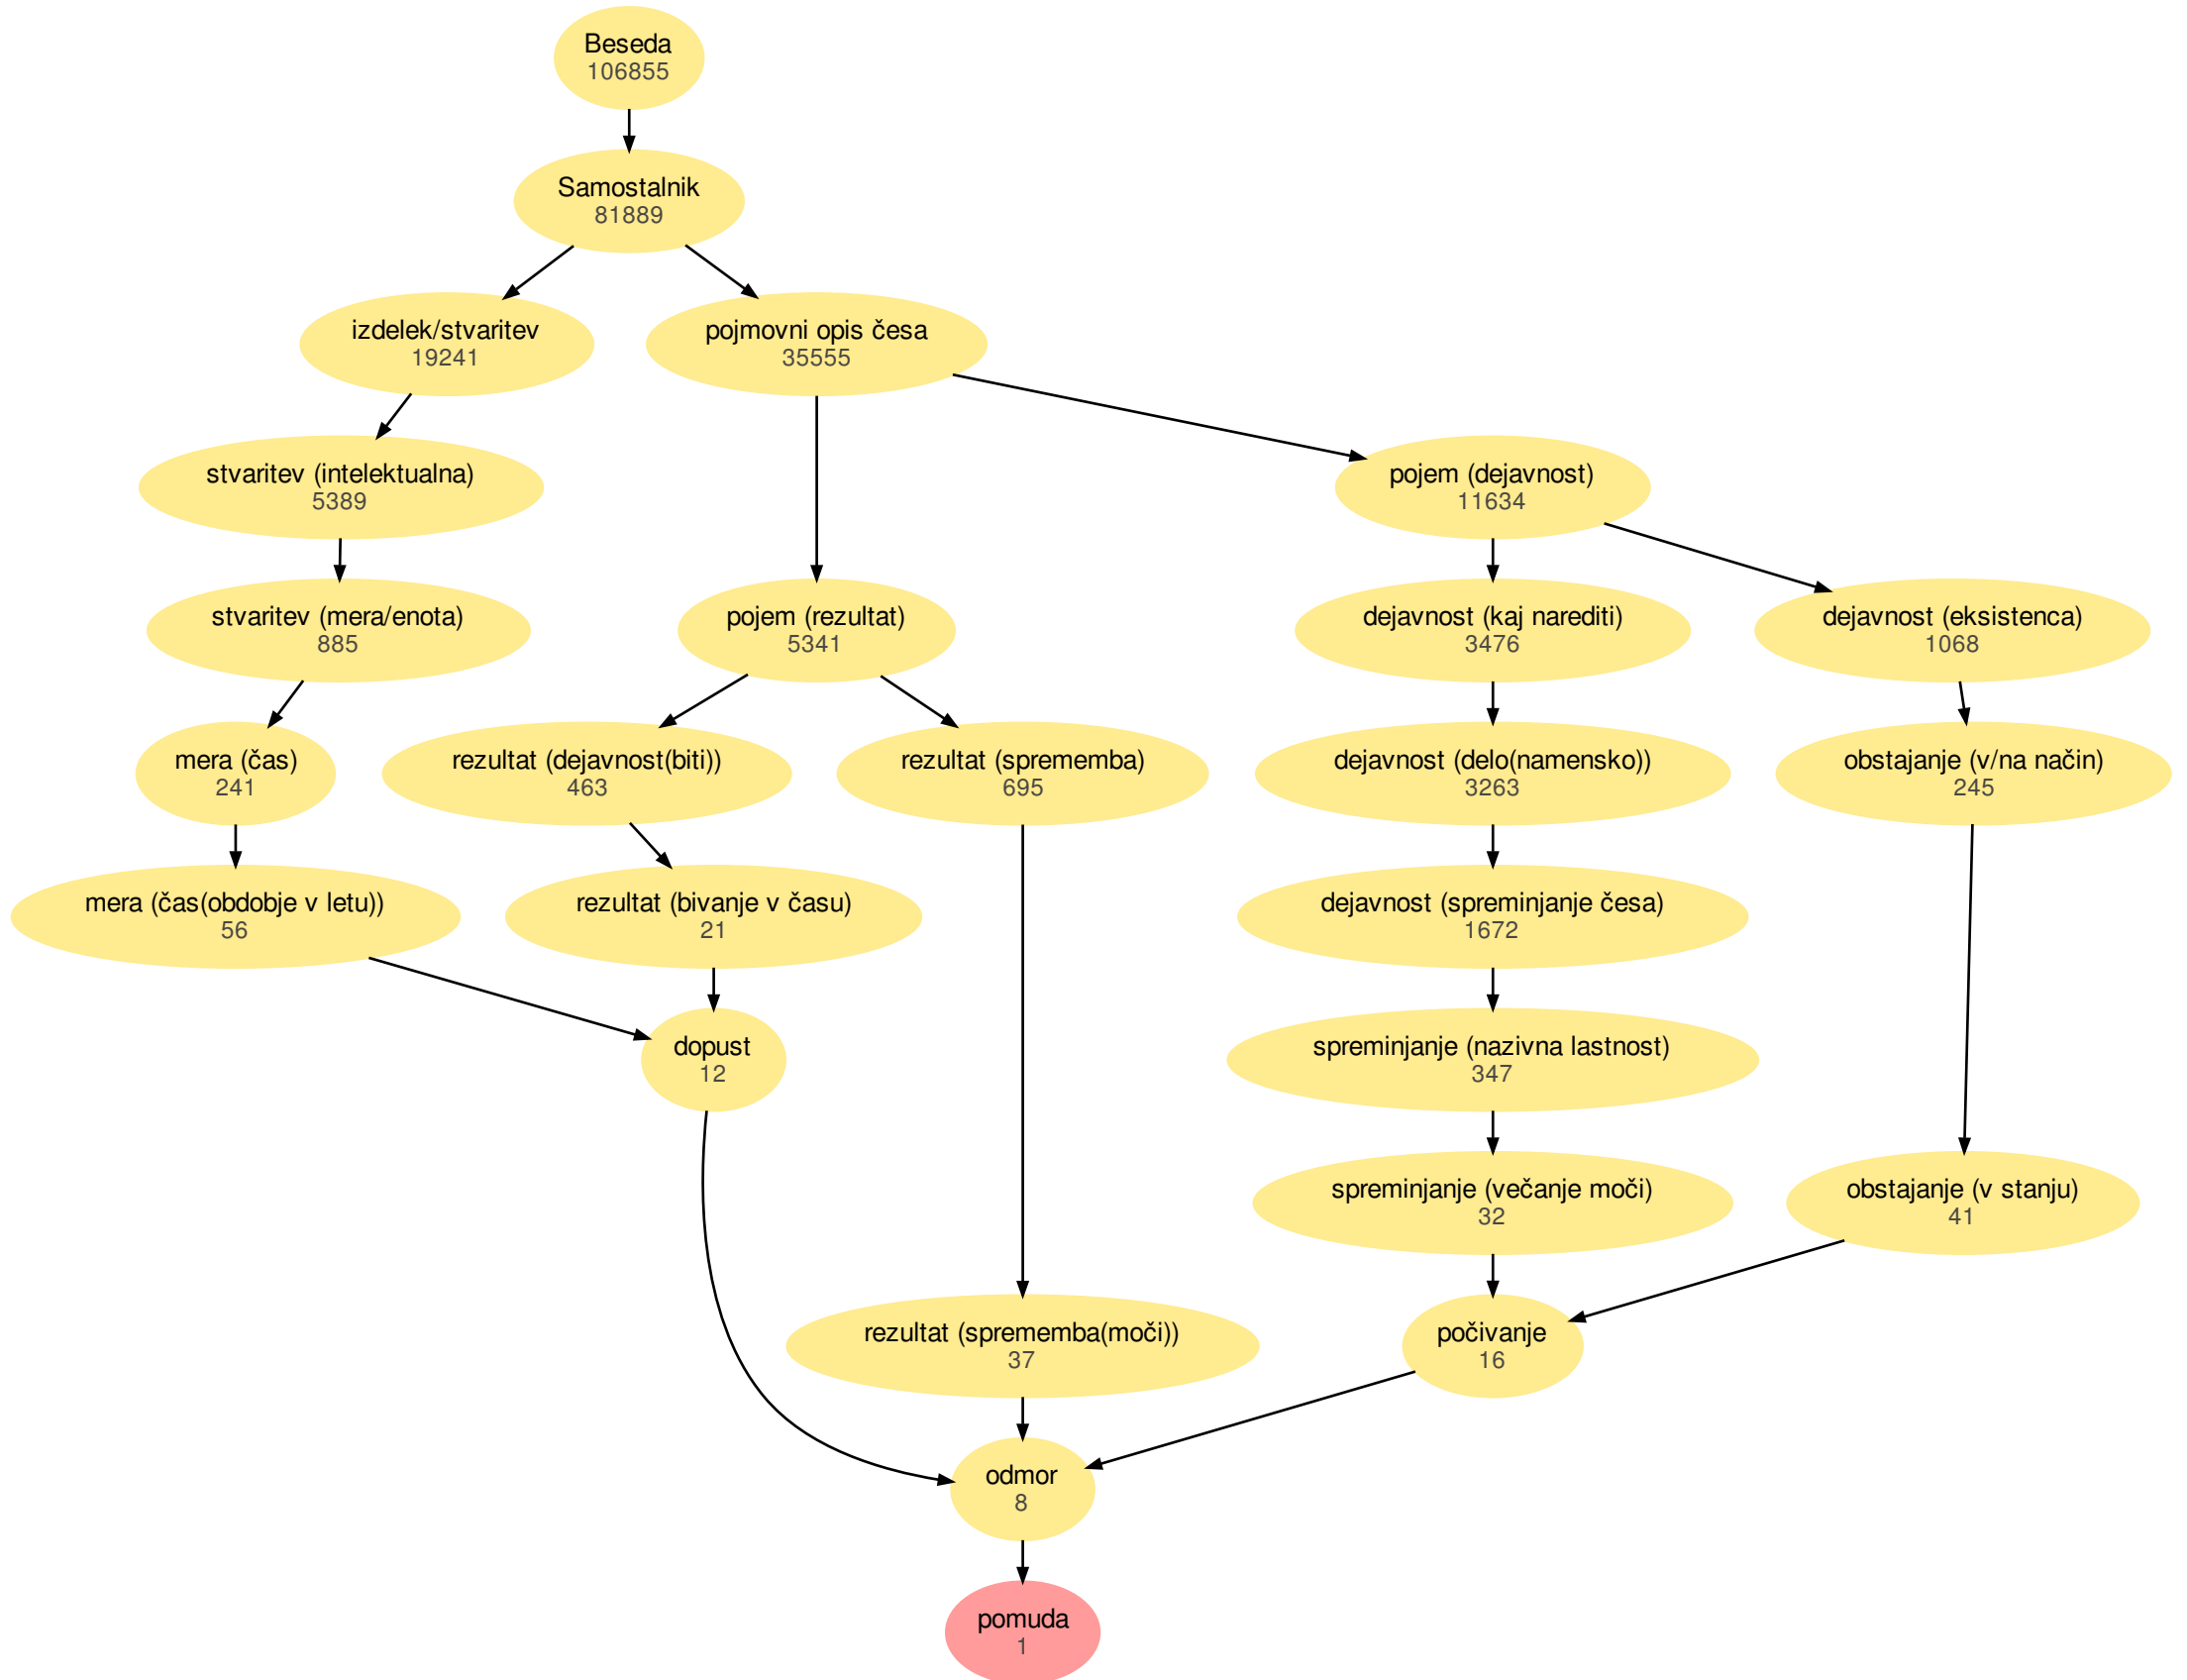 Beseda
106855
Samostalnik
81889
izdelek/stvaritev
19241
pojmovni opis česa
35555
stvaritev (intelektualna)
5389
pojem (dejavnost)
11634
stvaritev (mera/enota)
885
pojem (rezultat)
5341
dejavnost (kaj narediti)
3476
dejavnost (eksistenca)
1068
mera (čas)
241
rezultat (dejavnost(biti))
463
rezultat (sprememba)
695
dejavnost (delo(namensko))
3263
obstajanje (v/na način)
245
mera (čas(obdobje v letu))
56
rezultat (bivanje v času)
21
dejavnost (spreminjanje česa)
1672
dopust
12
spreminjanje (nazivna lastnost)
347
spreminjanje (večanje moči)
32
obstajanje (v stanju)
41
rezultat (sprememba(moči))
37
počivanje
16
odmor
8
pomuda
1